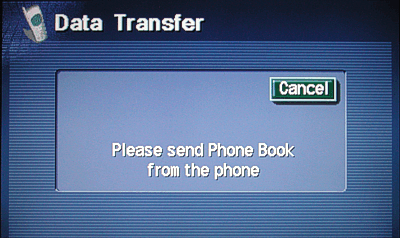 Data Transfer
Cancel
Please send Phone Book
from the phone